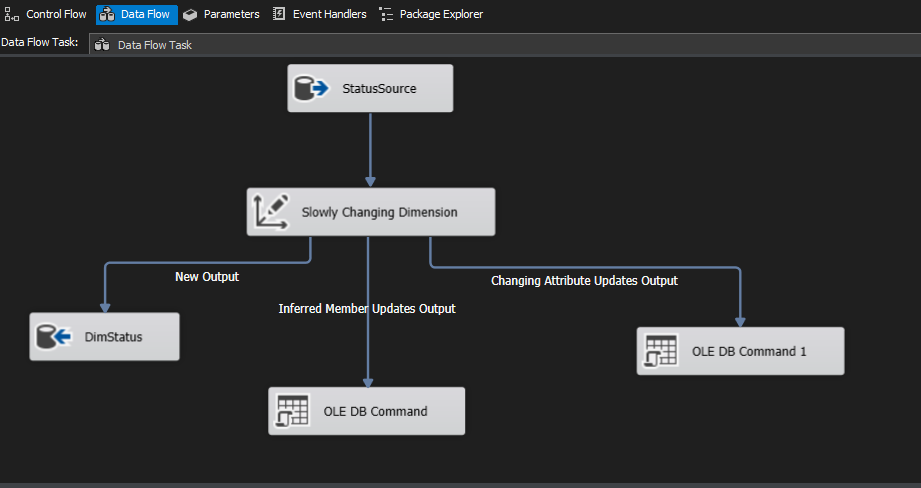 Control Flow Data Flow Parameters Event Handlers Package Explorer
Data Flow Task: Data Flow Task
StatusSource
Slowly Changing Dimension
New Output
Changing Attribute Updates Output
Inferred Member Updates Output
DimStatus
OLE DB Command 1
OLE DB Command